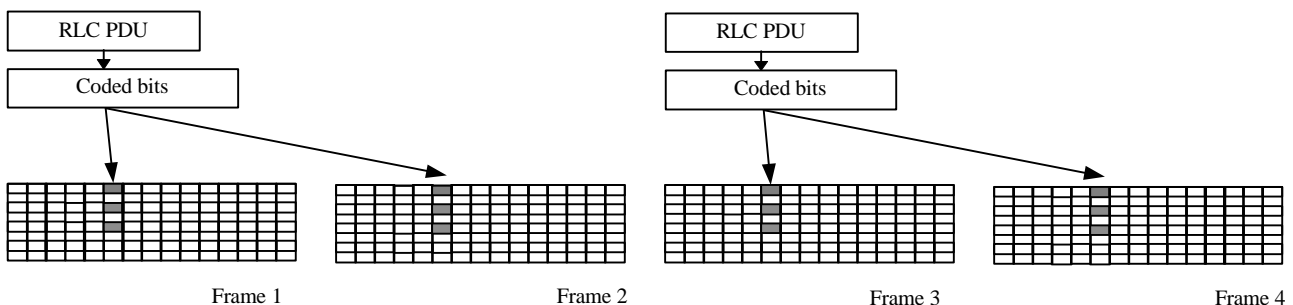 RLC PDU
RLC PDU
Coded bits
Coded bits
Frame 1
Frame 2
Frame 3
Frame 4